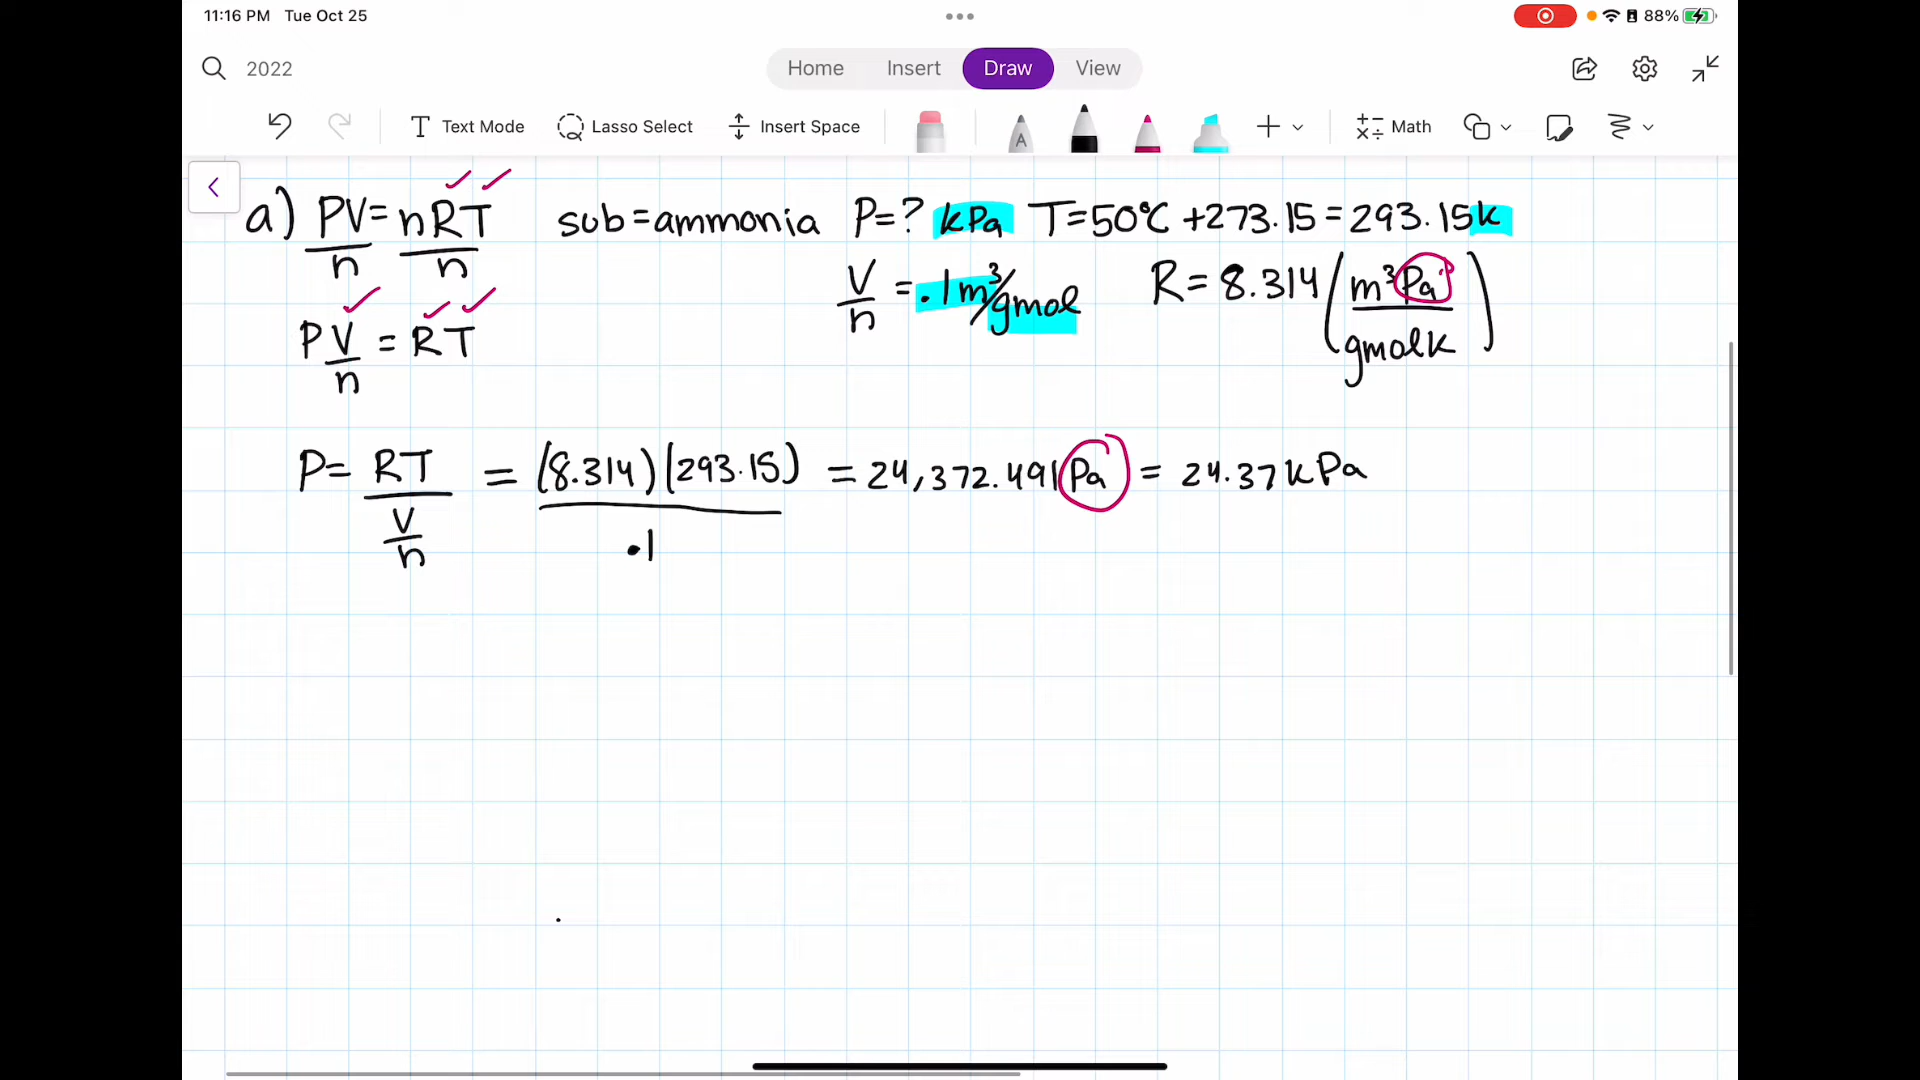 11:16 PM Tue Oct 25 88%
2022 Home Insert Draw View
Text Mode Lasso Select Insert Space A Math
a) PV = nRT sub = ammonia P = ? kPa T = 50°C + 273.15 = 293.15k
n n V/n = .1 m³/gmol R = 8.314 (m³Pa/gmolk)
P V/n = RT
P = RT/(V/n) = (8.314)(293.15)/.1 = 24,372.491 Pa = 24.37 kPa